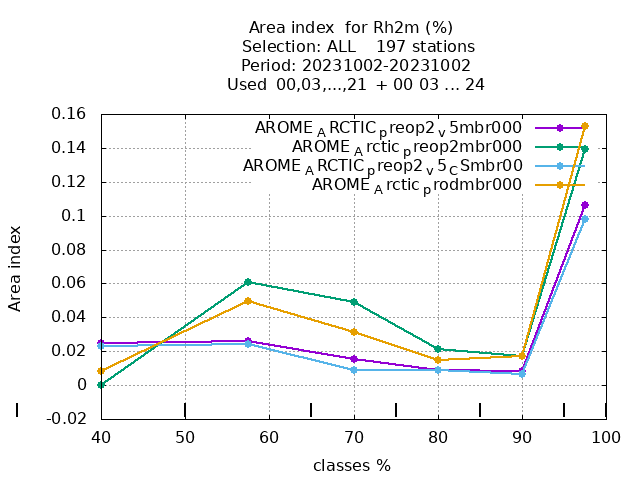 Area index  for Rh2m (%)
Selection: ALL    197 stations
Period: 20231002-20231002
Used  00,03,...,21  + 00 03 ... 24
AROME_ARCTIC_preop2_v5mbr000
AROME_Arctic_preop2mbr000
AROME_ARCTIC_preop2_v5_CSmbr00
AROME_Arctic_prodmbr000
0.16
0.14
0.12
0.1
0.08
0.06
0.04
0.02
0
-0.02
Area index
40 50 60 70 80 90 100
classes %